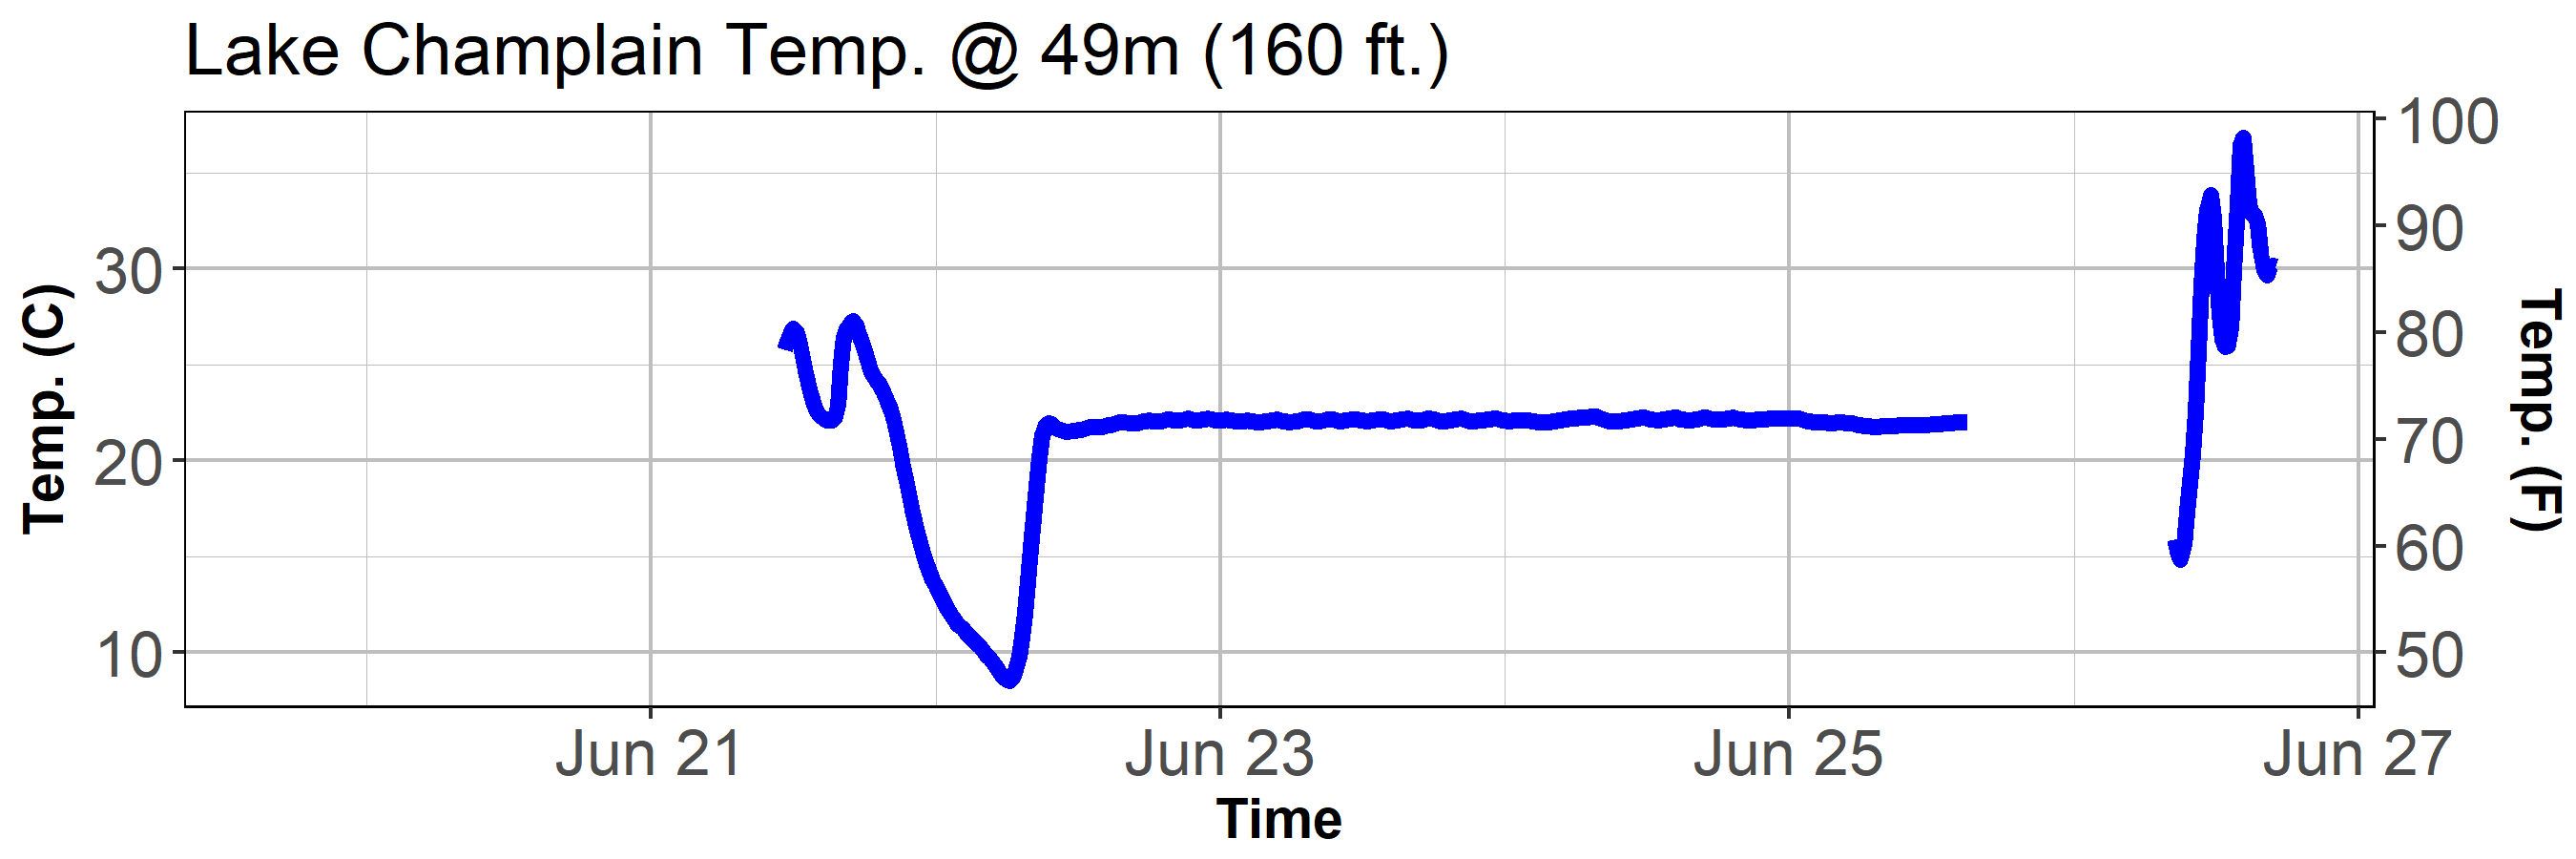 Lake Champlain Temp. @ 49m (160 ft.)
Temp. (C)
30
20
10
100
90
80
70
60
50
Temp. (F)
Jun 21 Jun 23 Jun 25 Jun 27
Time